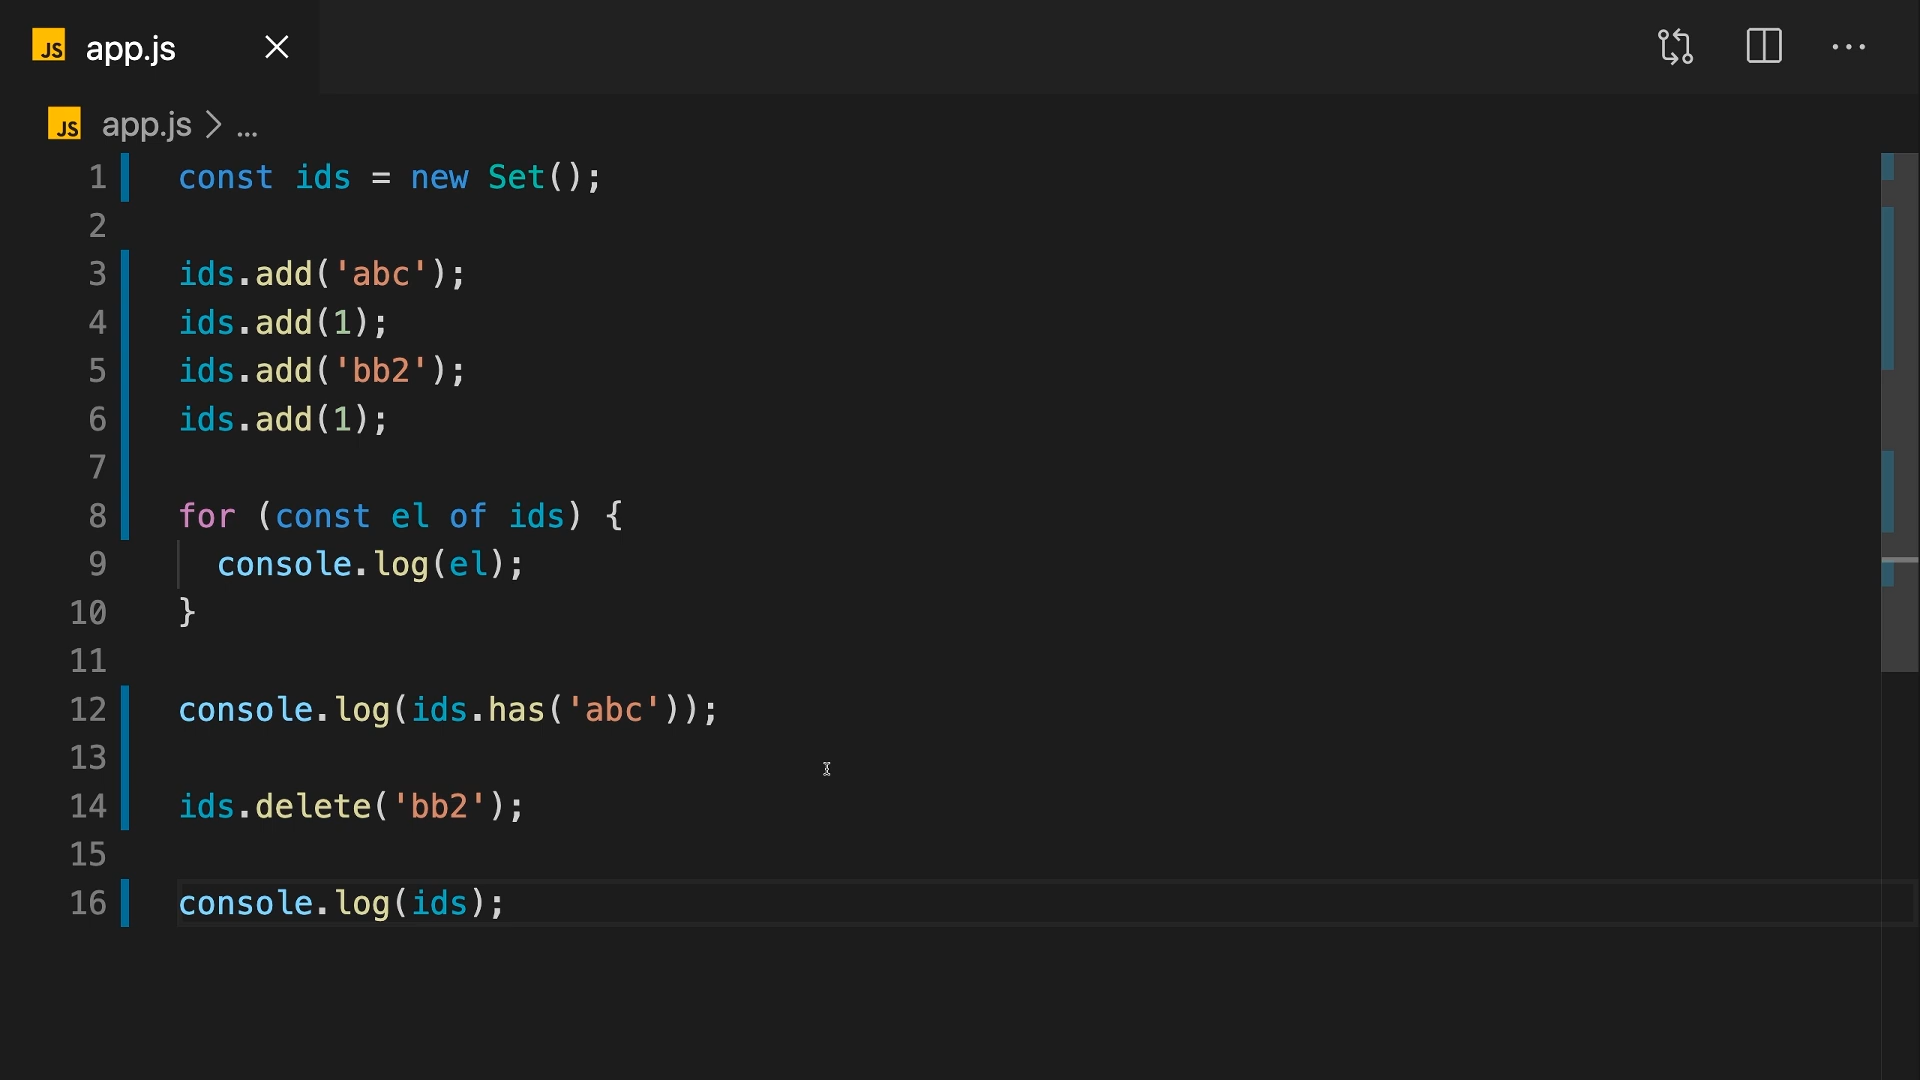 JS app.js
JS app.js > ...
1 const ids = new Set();
2
3 ids.add('abc');
4 ids.add(1);
5 ids.add('bb2');
6 ids.add(1);
7
8 for (const el of ids) {
9   console.log(el);
10 }
11
12 console.log(ids.has('abc'));
13
14 ids.delete('bb2');
15
16 console.log(ids);